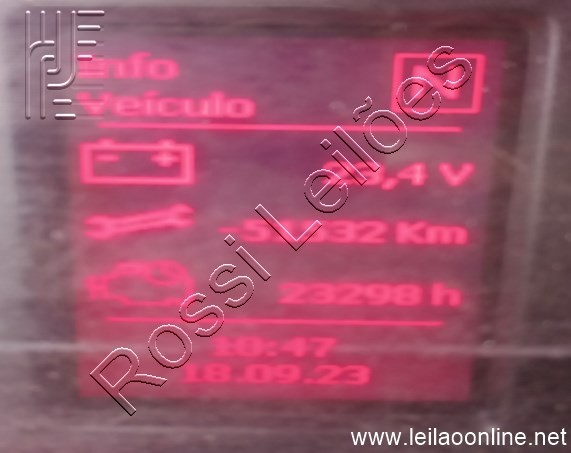 Info
Veículo
N
,4 V
Km
23298 h
10:47
18.09.23
Rossi Leilões
www.leilaoonline.net